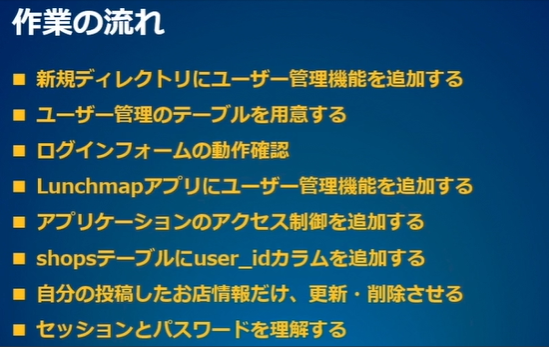 作業の流れ
新規ディレクトリにユーザー管理機能を追加する
ユーザー管理のテーブルを用意する
ログインフォームの動作確認
Lunchmapアプリにユーザー管理機能を追加する
アプリケーションのアクセス制御を追加する
shopsテーブルにuser_idカラムを追加する
自分の投稿したお店情報だけ、更新・削除させる
セッションとパスワードを理解する